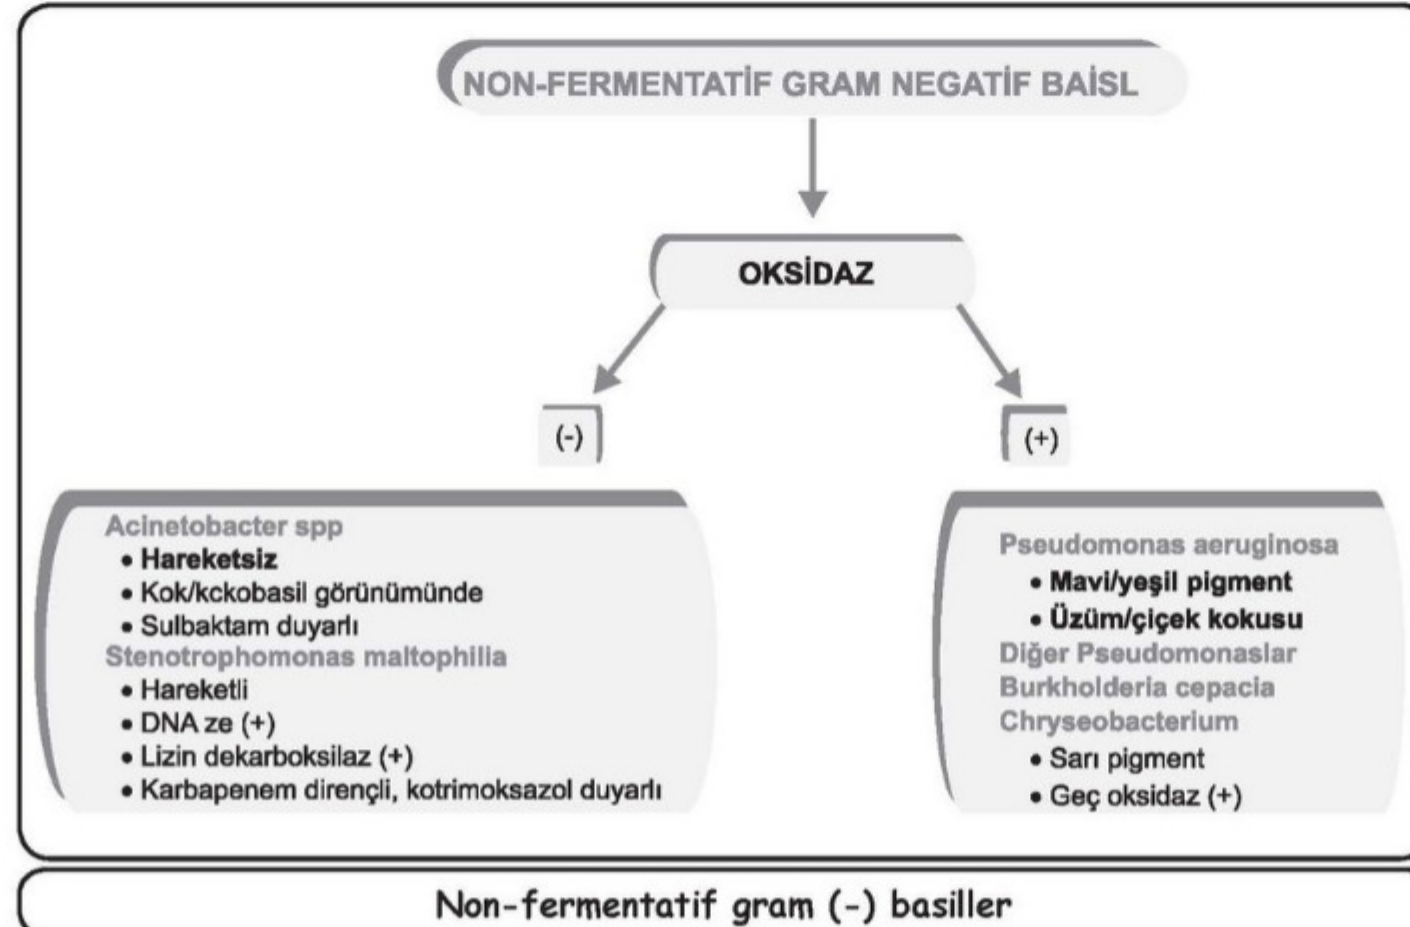 NON-FERMENTATİF GRAM NEGATİF BAİSL
OKSİDAZ
(-)
(+)
Acinetobacter spp
• Hareketsiz
• Kok/kckobasil görünümünde
• Sulbaktam duyarlı
Stenotrophomonas maltophilia
• Hareketli
• DNA ze (+)
• Lizin dekarboksilaz (+)
• Karbapenem dirençli, kotrimoksazol duyarlı
Pseudomonas aeruginosa
• Mavi/yeşil pigment
• Üzüm/çiçek kokusu
Diğer Pseudomonaslar
Burkholderia cepacia
Chryseobacterium
• Sarı pigment
• Geç oksidaz (+)
Non-fermentatif gram (-) basiller